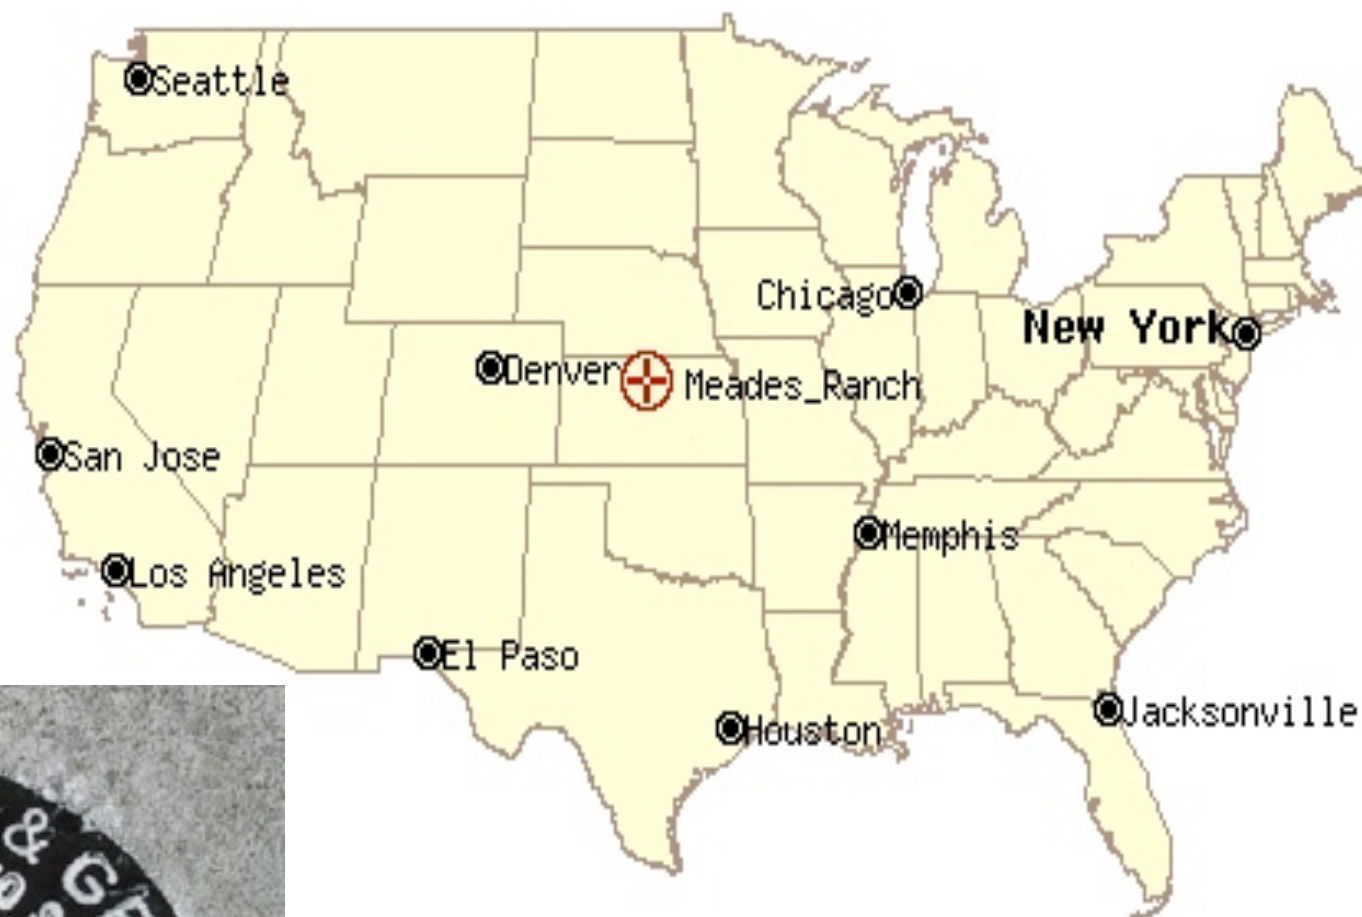 Seattle
Chicago
New York
Denver
Meades_Ranch
San Jose
Memphis
Los Angeles
El Paso
Jacksonville
Houston
& G